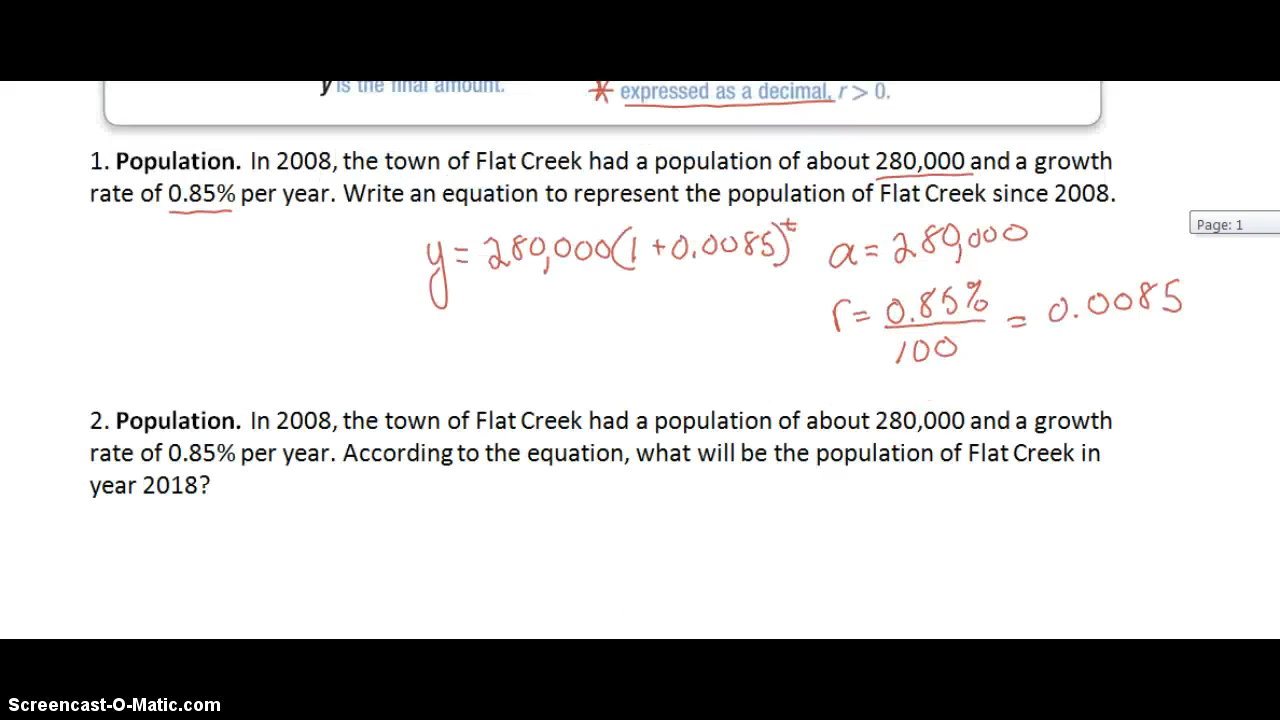 y is the final amount. * expressed as a decimal, r > 0.
1. Population. In 2008, the town of Flat Creek had a population of about 280,000 and a growth
rate of 0.85% per year. Write an equation to represent the population of Flat Creek since 2008.
Page: 1
y = 280,000(1 + 0.0085)^t a = 280,000
r = 0.85% = 0.0085
100
2. Population. In 2008, the town of Flat Creek had a population of about 280,000 and a growth
rate of 0.85% per year. According to the equation, what will be the population of Flat Creek in
year 2018?
Screencast-O-Matic.com